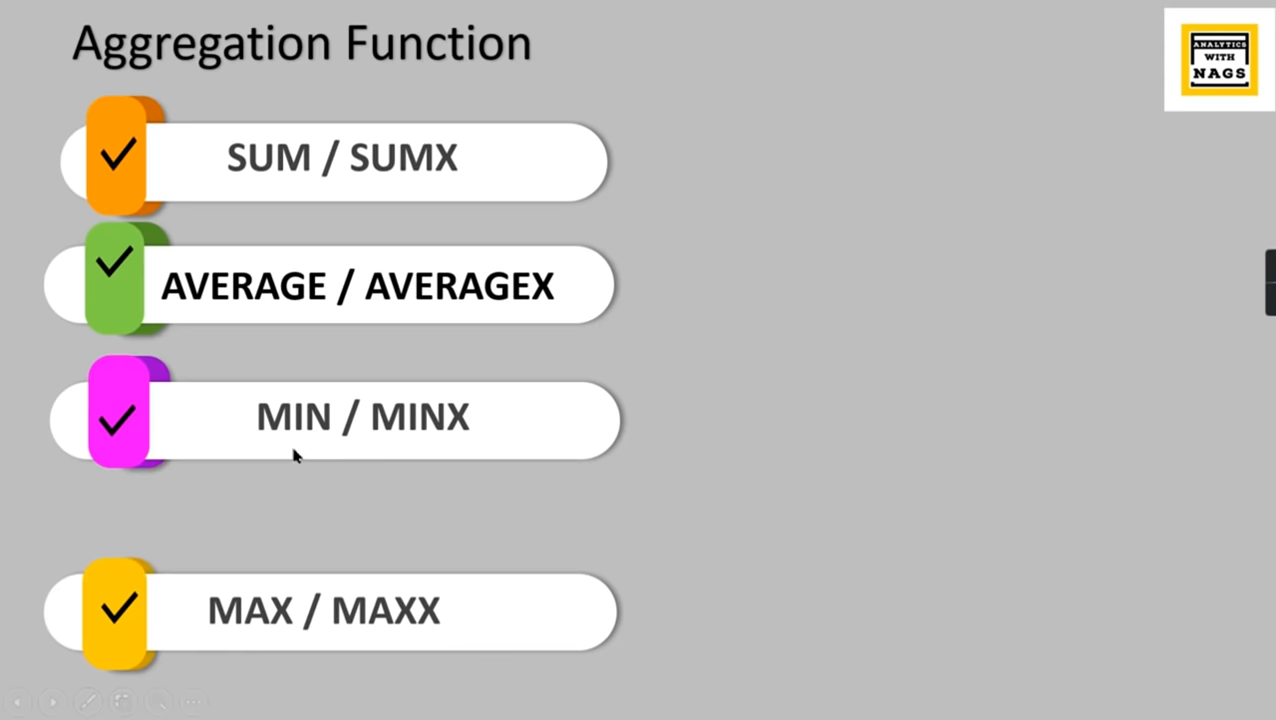 Aggregation Function
ANALYTICS
WITH
NAGS
SUM / SUMX
AVERAGE / AVERAGEX
MIN / MINX
MAX / MAXX